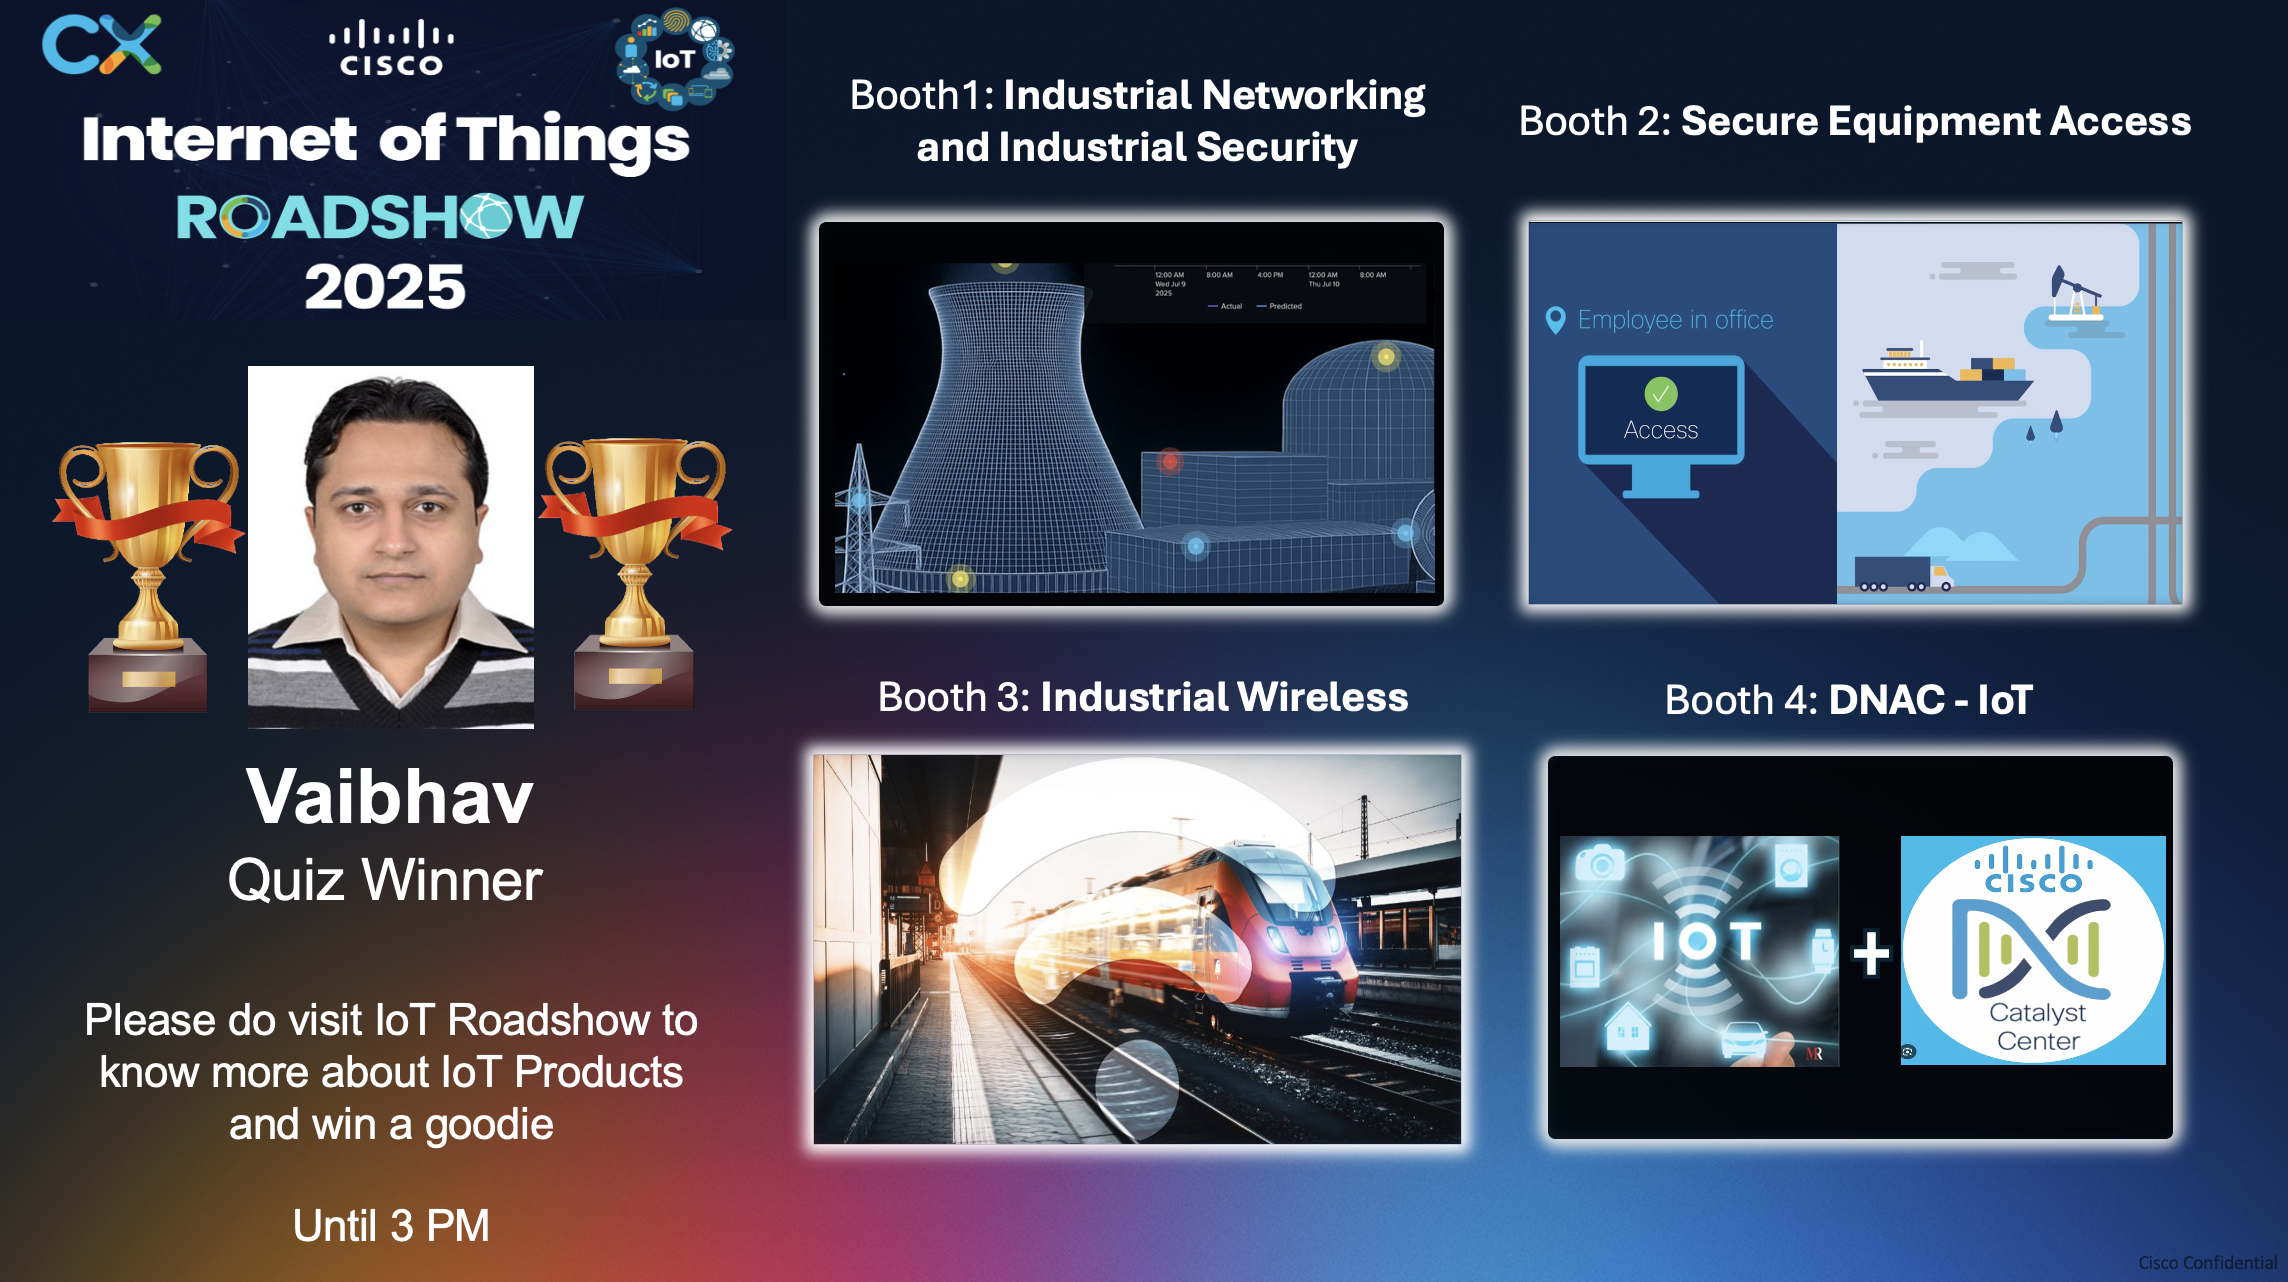 CX
CISCO
IoT
Internet of Things
ROADSHOW
2025
Vaibhav
Quiz Winner
Please do visit IoT Roadshow to
know more about IoT Products
and win a goodie
Until 3 PM
Booth1: Industrial Networking
and Industrial Security
12:00 AM 8:00 AM 4:00 PM 12:00 AM 8:00 AM
Wed Jul 9 Thu Jul 10
2025
Actual Predicted
Booth 2: Secure Equipment Access
Employee in office
Access
Booth 3: Industrial Wireless
Booth 4: DNAC - IoT
IOT
MR
+
CISCO
Catalyst
Center
Cisco Confidential